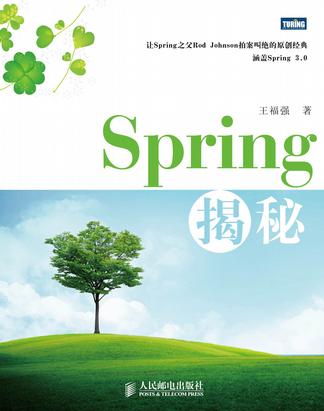 TURING
让Spring之父Rod Johnson拍案叫绝的原创经典
涵盖Spring 3.0
王福强 著
Spring
揭秘
人民邮电出版社
POSTS & TELECOM PRESS